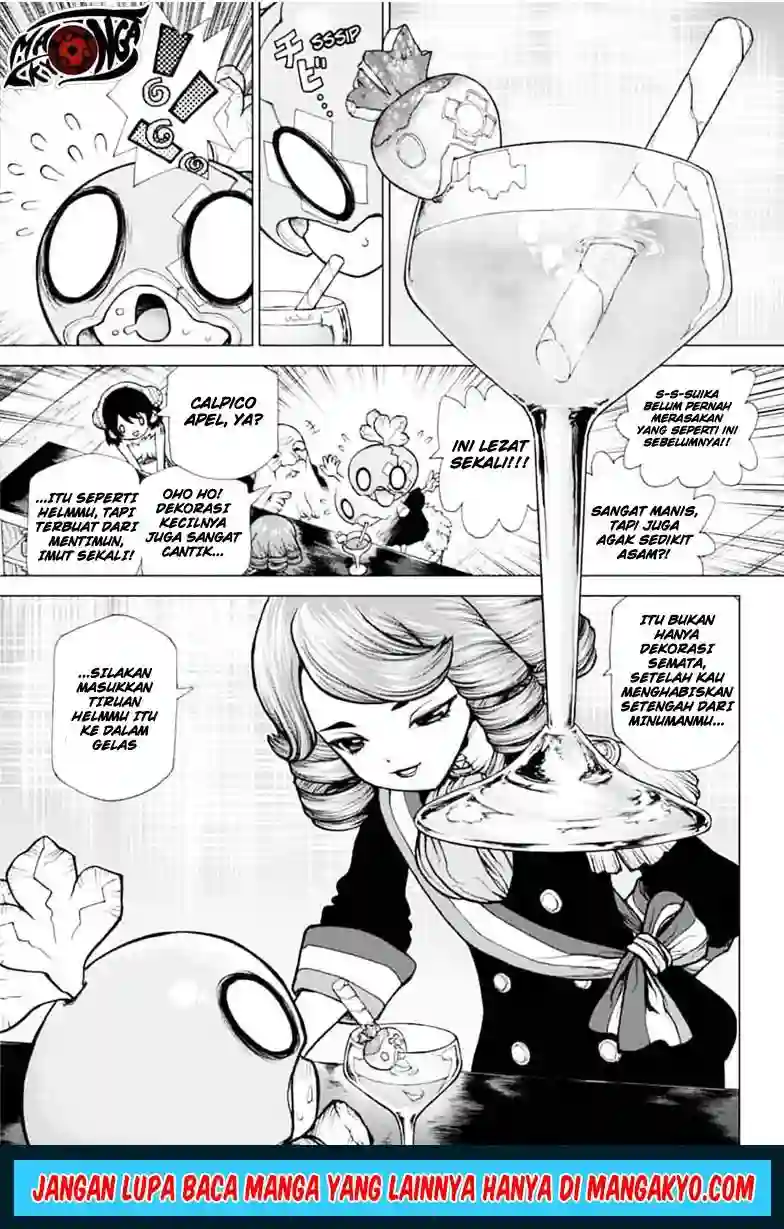 MANGA
KYO
SSSIP
チビ…
S-S-SUIKA
BELUM PERNAH
MERASAKAN
YANG SEPERTI INI
SEBELUMNYA!!
INI LEZAT
SEKALI!!!
SANGAT MANIS,
TAPI JUGA
AGAK SEDIKIT
ASAM?!
CALPICO
APEL, YA?
OHO HO!
DEKORASI
KECILNYA
JUGA SANGAT
CANTIK...
...ITU SEPERTI
HELMMU, TAPI
TERBUAT DARI
MENTIMUN,
IMUT SEKALI!
ITU BUKAN
HANYA
DEKORASI
SEMATA,
SETELAH KAU
MENGHABISKAN
SETENGAH DARI
MINUMANMU...
...SILAKAN
MASUKKAN
TIRUAN
HELMMU ITU
KE DALAM
GELAS
JANGAN LUPA BACA MANGA YANG LAINNYA HANYA DI MANGAKYO.COM